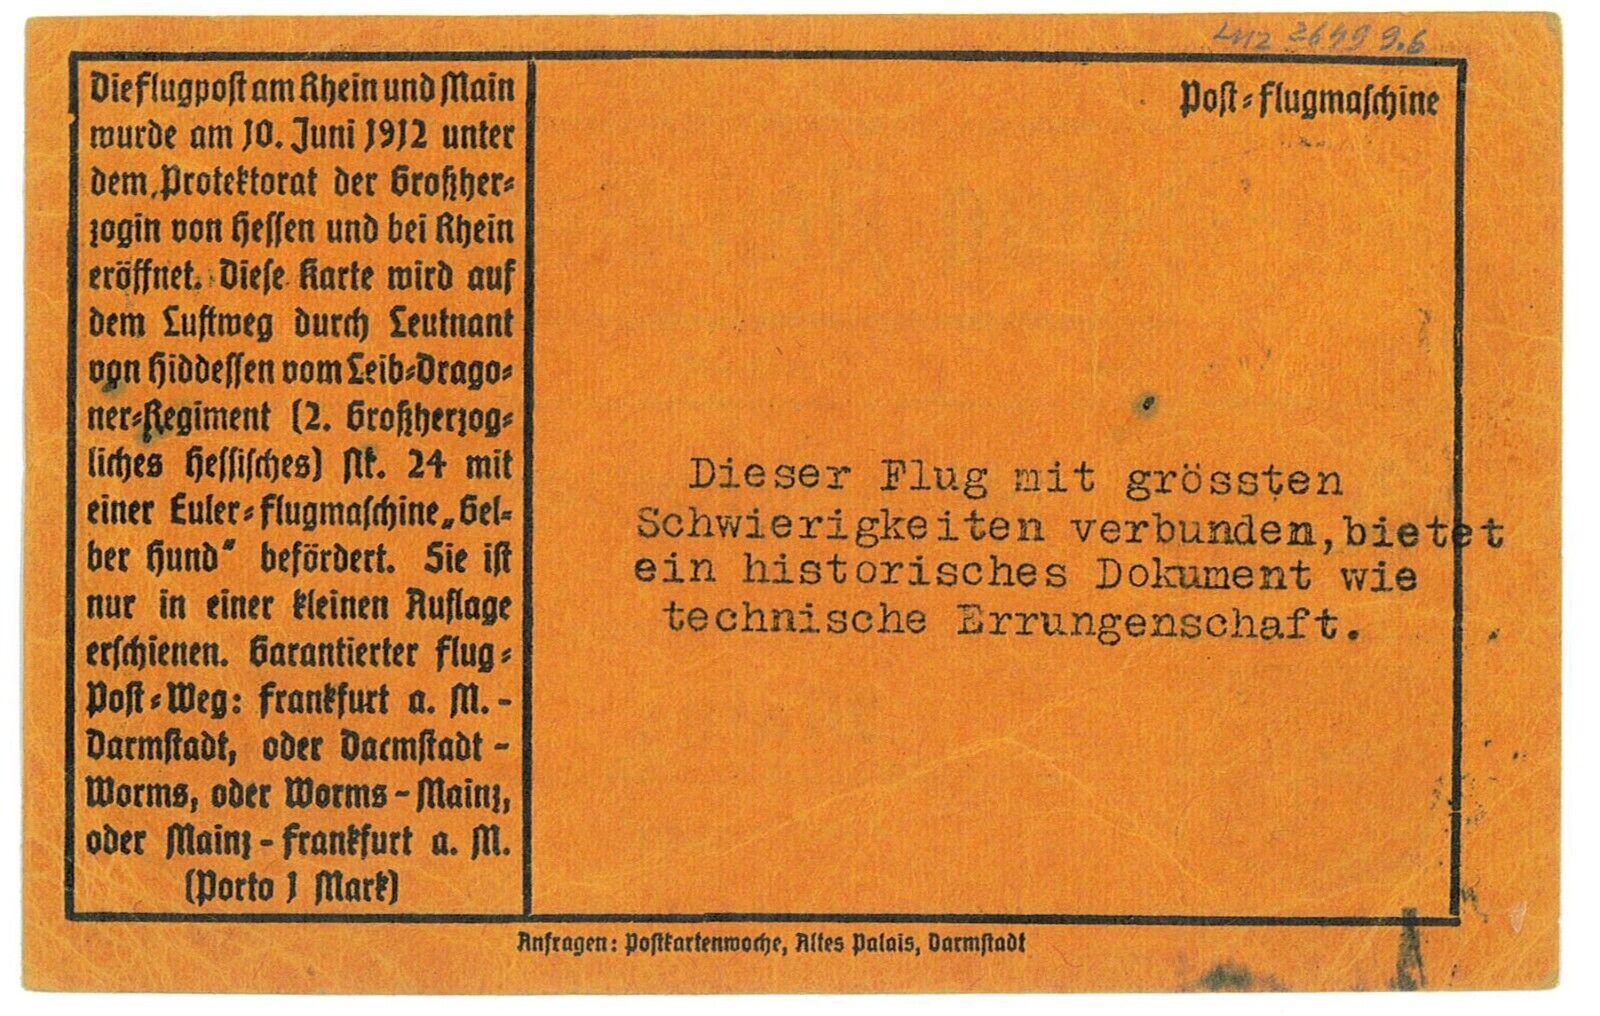 LHZ 2649 9.6
Post-Flugmaschine
Die Flugpost am Rhein und Main
wurde am 10. Juni 1912 unter
dem Protektorat der Großher-
zogin von Hessen und bei Rhein
eröffnet. Diese Karte wird auf
dem Luftweg durch Leutnant
von Hiddessen vom Leib-Drago-
ner-Regiment (2. Großherzog-
liches Hessisches) Nr. 24 mit
einer Euler-Flugmaschine „Gel-
ber Hund“ befördert. Sie ist
nur in einer kleinen Auflage
erschienen. Garantierter Flug-
Post-Weg: Frankfurt a. M. -
Darmstadt, oder Darmstadt -
Worms, oder Worms - Mainz,
oder Mainz - Frankfurt a. M.
(Porto 1 Mark)
Dieser Flug mit grössten
Schwierigkeiten verbunden, bietet
ein historisches Dokument wie
technische Errungenschaft.
Anfragen: Postkartenwoche, Altes Palais, Darmstadt